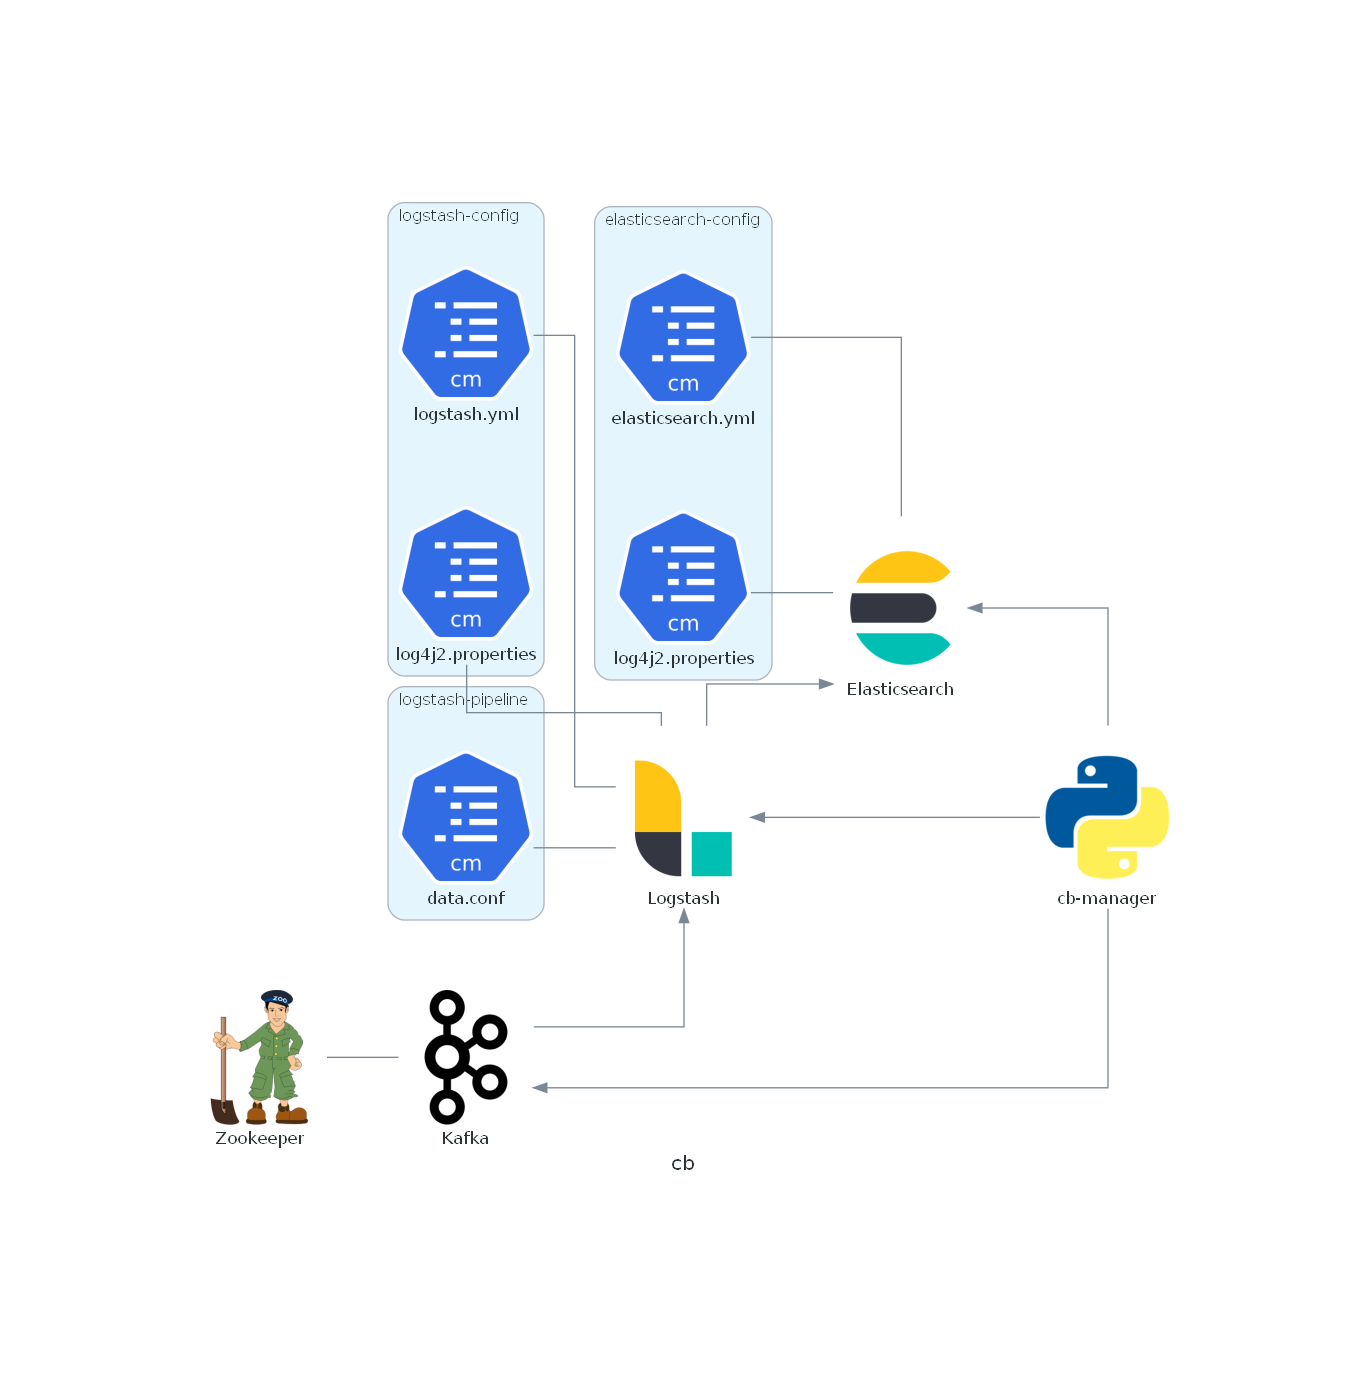 logstash-config
cm
logstash.yml
cm
log4j2.properties
elasticsearch-config
cm
elasticsearch.yml
cm
log4j2.properties
logstash-pipeline
cm
data.conf
Elasticsearch
Logstash
cb-manager
ZOO
Zookeeper
Kafka
cb